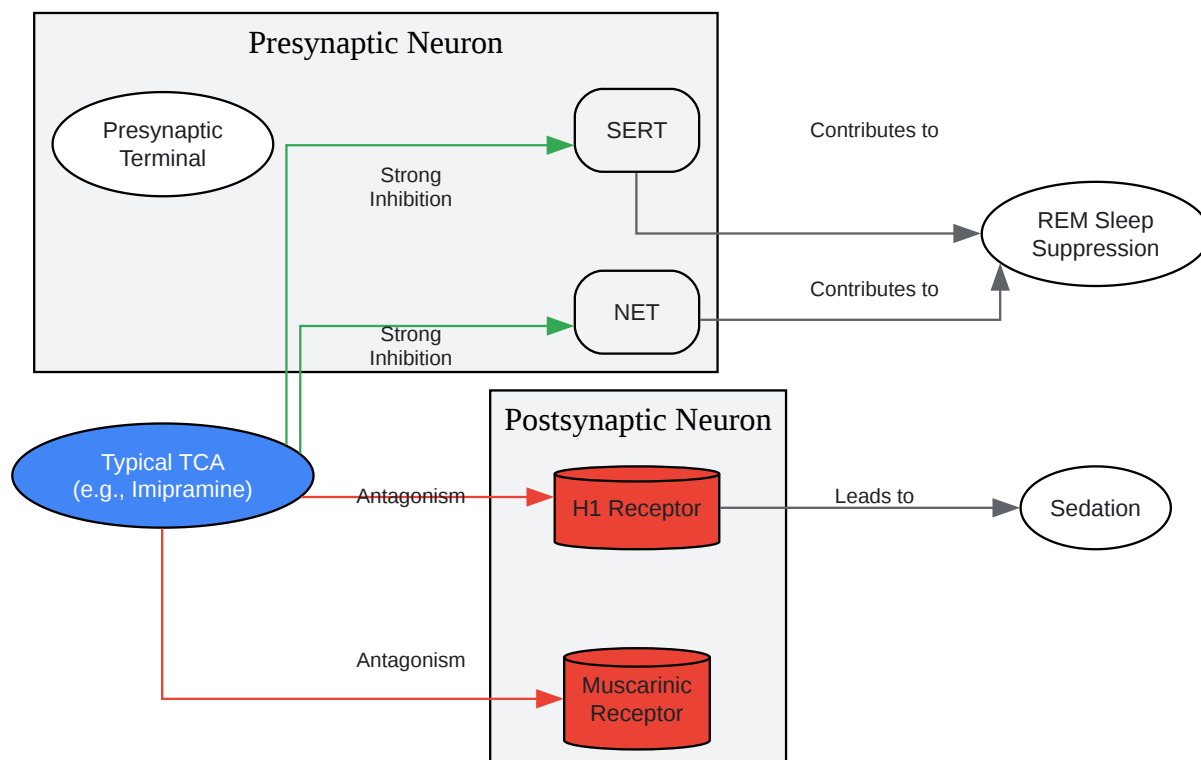 Presynaptic Neuron
Presynaptic
Terminal
SERT
Contributes to
Strong
Inhibition
REM Sleep
Suppression
NET
Contributes to
Strong
Inhibition
Postsynaptic Neuron
Typical TCA
(e.g., Imipramine)
Antagonism
H1 Receptor
Leads to
Sedation
Antagonism
Muscarinic
Receptor